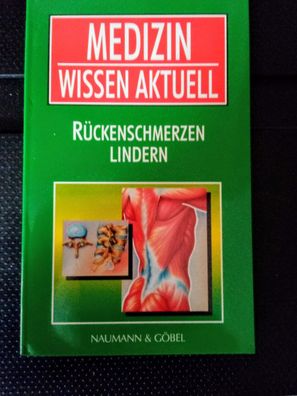 MEDIZIN
WISSEN AKTUELL
RÜCKENSCHMERZEN
LINDERN
NAUMANN & GÖBEL